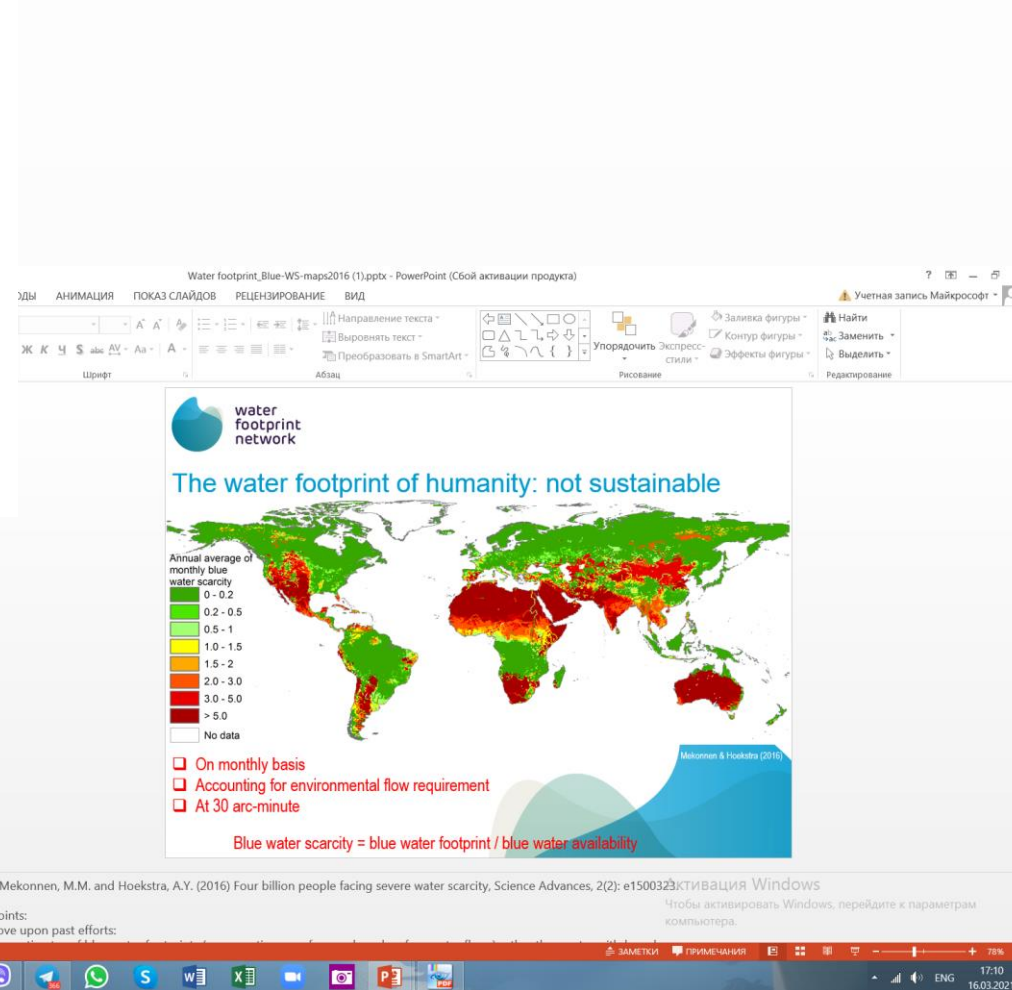 Water footprint_Blue-WS-maps2016 (1).pptx - PowerPoint (Сбой активации продукта)
АНИМАЦИЯ ПОКАЗ СЛАЙДОВ РЕЦЕНЗИРОВАНИЕ ВИД
Учетная запись Майкрософт
Направление текста
Выровнять текст
Преобразовать в SmartArt
Упорядочить
Экспресс-
стили
Заливка фигуры
Контур фигуры
Эффекты фигуры
Найти
Заменить
Выделить
Ж К Ч S abc AV Aa A
Шрифт
Абзац
Рисование
Редактирование
water
footprint
network
The water footprint of humanity: not sustainable
Annual average of
monthly blue
water scarcity
0 - 0.2
0.2 - 0.5
0.5 - 1
1.0 - 1.5
1.5 - 2
2.0 - 3.0
3.0 - 5.0
> 5.0
No data
Mekonnen & Hoekstra (2016)
On monthly basis
Accounting for environmental flow requirement
At 30 arc-minute
Blue water scarcity = blue water footprint / blue water availability
Mekonnen, M.M. and Hoekstra, A.Y. (2016) Four billion people facing severe water scarcity, Science Advances, 2(2): e1500323.
Активация Windows
Чтобы активировать Windows, перейдите к параметрам
компьютера.
upon past efforts:
ЗАМЕТКИ ПРИМЕЧАНИЯ 78%
ENG
17:10